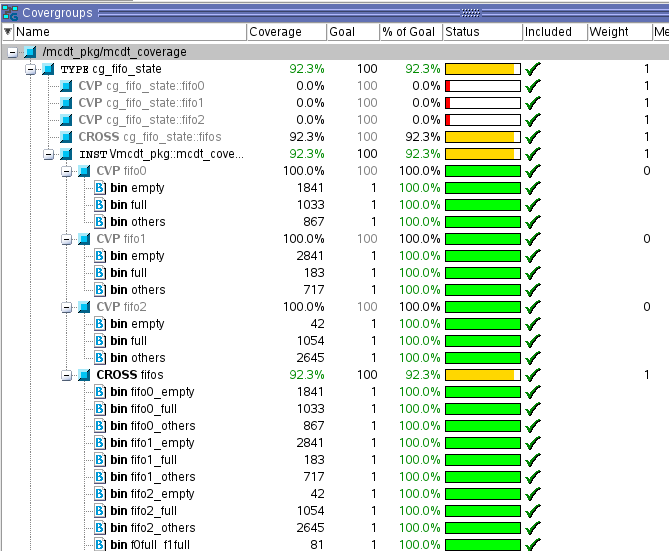 Covergroups
Name Coverage Goal % of Goal Status Included Weight Me
/mcdt_pkg/mcdt_coverage
TYPE cg_fifo_state 92.3% 100 92.3% 1
CVP cg_fifo_state::fifo0 0.0% 100 0.0% 1
CVP cg_fifo_state::fifo1 0.0% 100 0.0% 1
CVP cg_fifo_state::fifo2 0.0% 100 0.0% 1
CROSS cg_fifo_state::fifos 92.3% 100 92.3% 1
INST Vmcdt_pkg::mcdt_cove... 92.3% 100 92.3% 1
CVP fifo0 100.0% 100 100.0% 0
B bin empty 1841 1 100.0%
B bin full 1033 1 100.0%
B bin others 867 1 100.0%
CVP fifo1 100.0% 100 100.0% 0
B bin empty 2841 1 100.0%
B bin full 183 1 100.0%
B bin others 717 1 100.0%
CVP fifo2 100.0% 100 100.0% 0
B bin empty 42 1 100.0%
B bin full 1054 1 100.0%
B bin others 2645 1 100.0%
CROSS fifos 92.3% 100 92.3% 1
B bin fifo0_empty 1841 1 100.0%
B bin fifo0_full 1033 1 100.0%
B bin fifo0_others 867 1 100.0%
B bin fifo1_empty 2841 1 100.0%
B bin fifo1_full 183 1 100.0%
B bin fifo1_others 717 1 100.0%
B bin fifo2_empty 42 1 100.0%
B bin fifo2_full 1054 1 100.0%
B bin fifo2_others 2645 1 100.0%
B bin f0full_f1full 81 1 100.0%